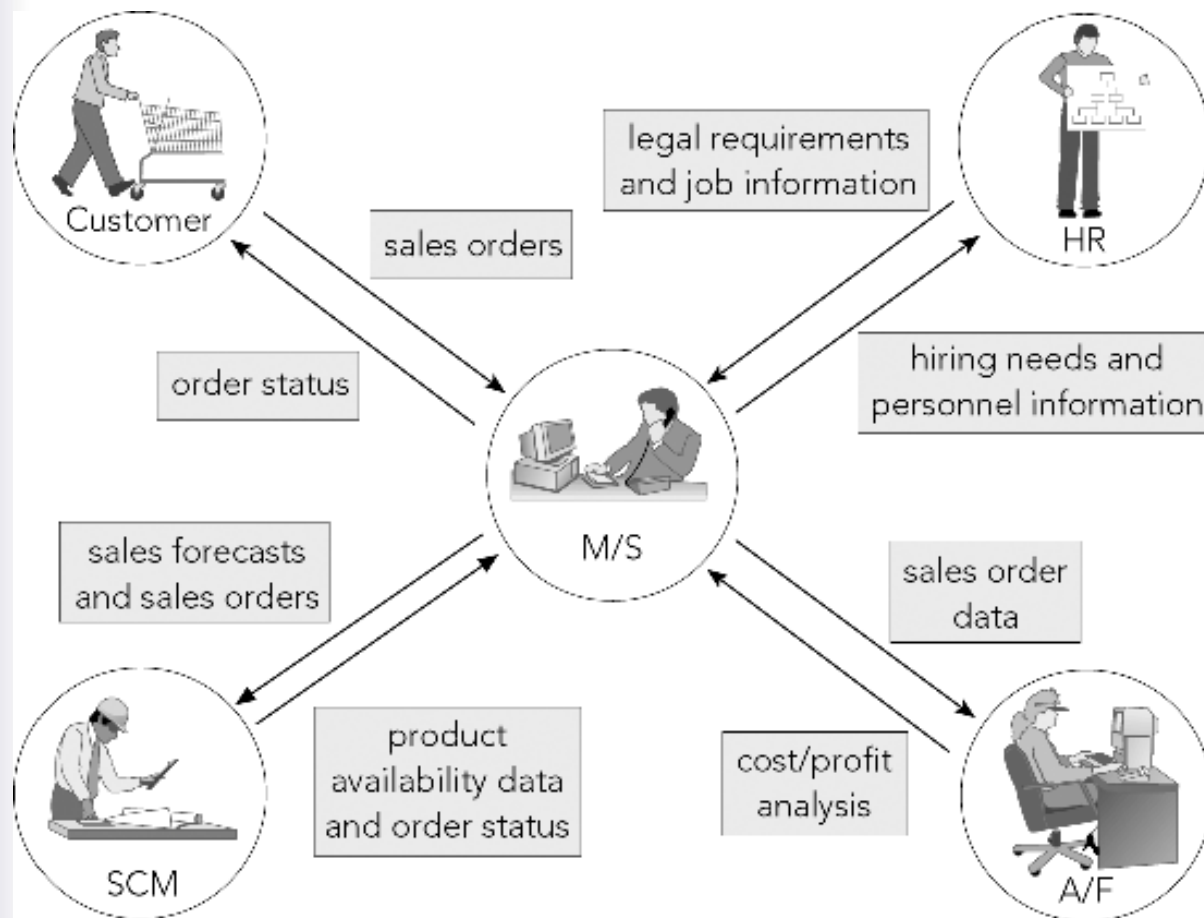 Customer
sales orders
order status
legal requirements
and job information
HR
hiring needs and
personnel information
M/S
sales forecasts
and sales orders
product
availability data
and order status
SCM
sales order
data
cost/profit
analysis
A/F